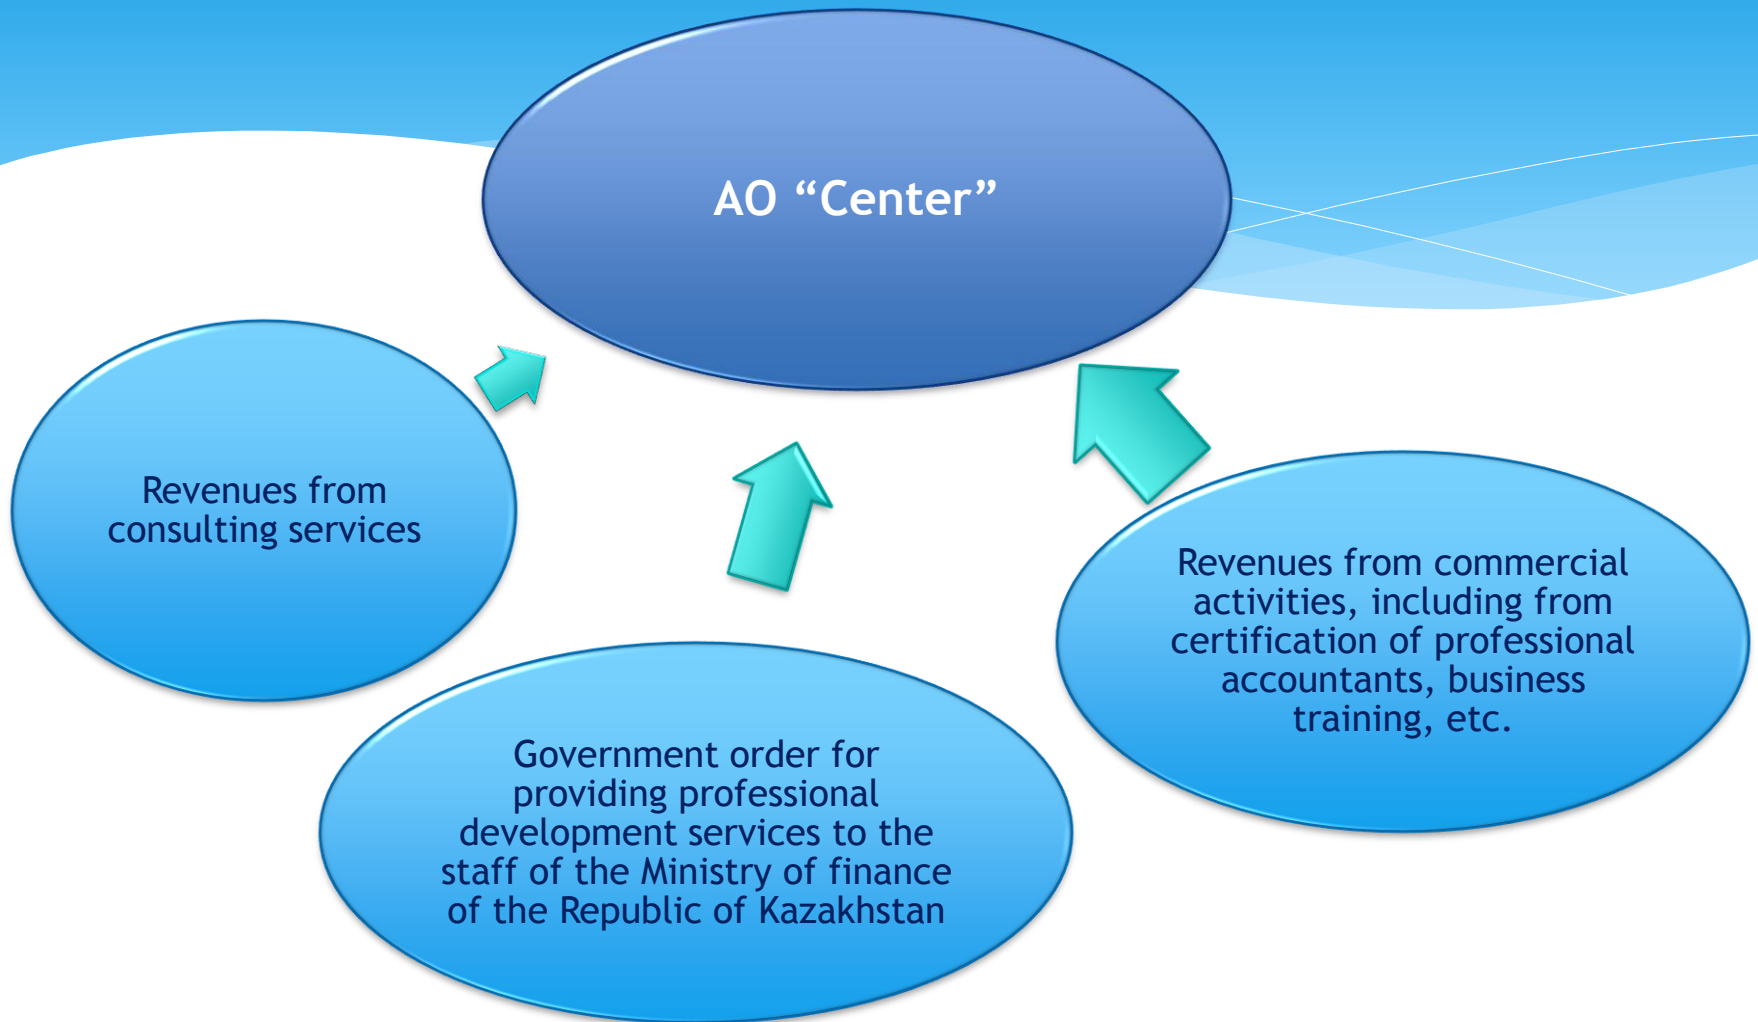 AO “Center”
Revenues from
consulting services
Revenues from commercial
activities, including from
certification of professional
accountants, business
training, etc.
Government order for
providing professional
development services to the
staff of the Ministry of finance
of the Republic of Kazakhstan